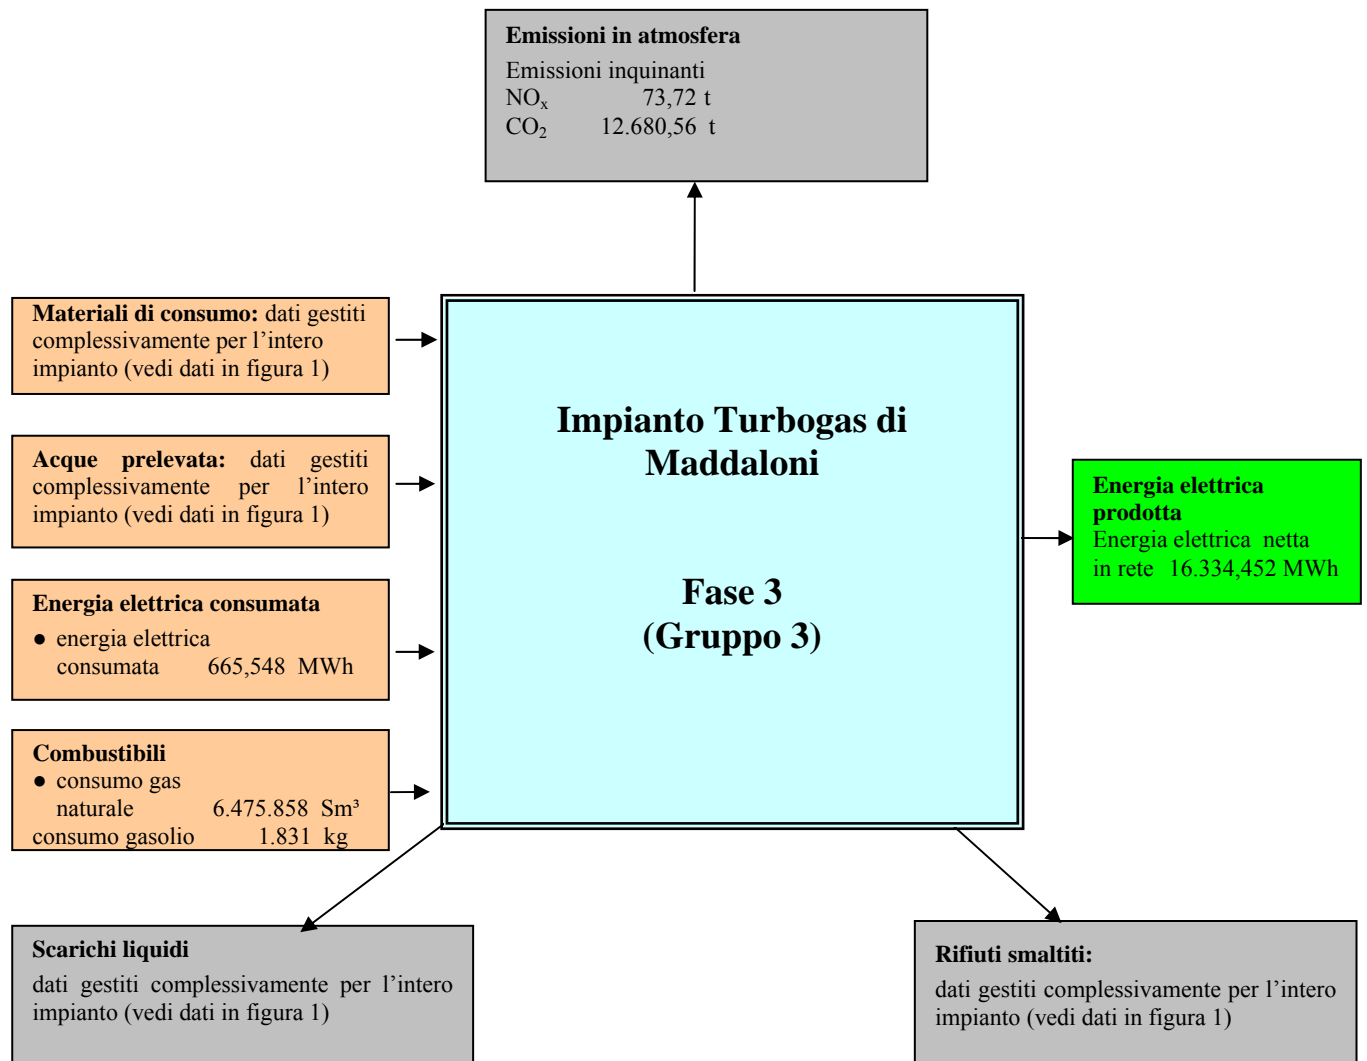 Emissioni in atmosfera
Emissioni inquinanti
NOx 73,72 t
CO2 12.680,56 t
Materiali di consumo: dati gestiti
complessivamente per l’intero
impianto (vedi dati in figura 1)
Acque prelevata: dati gestiti
complessivamente per l’intero
impianto (vedi dati in figura 1)
Energia elettrica consumata
● energia elettrica
consumata 665,548 MWh
Combustibili
● consumo gas
naturale 6.475.858 Sm³
consumo gasolio 1.831 kg
Impianto Turbogas di
Maddaloni
Fase 3
(Gruppo 3)
Energia elettrica
prodotta
Energia elettrica netta
in rete 16.334,452 MWh
Scarichi liquidi
dati gestiti complessivamente per l’intero
impianto (vedi dati in figura 1)
Rifiuti smaltiti:
dati gestiti complessivamente per l’intero
impianto (vedi dati in figura 1)